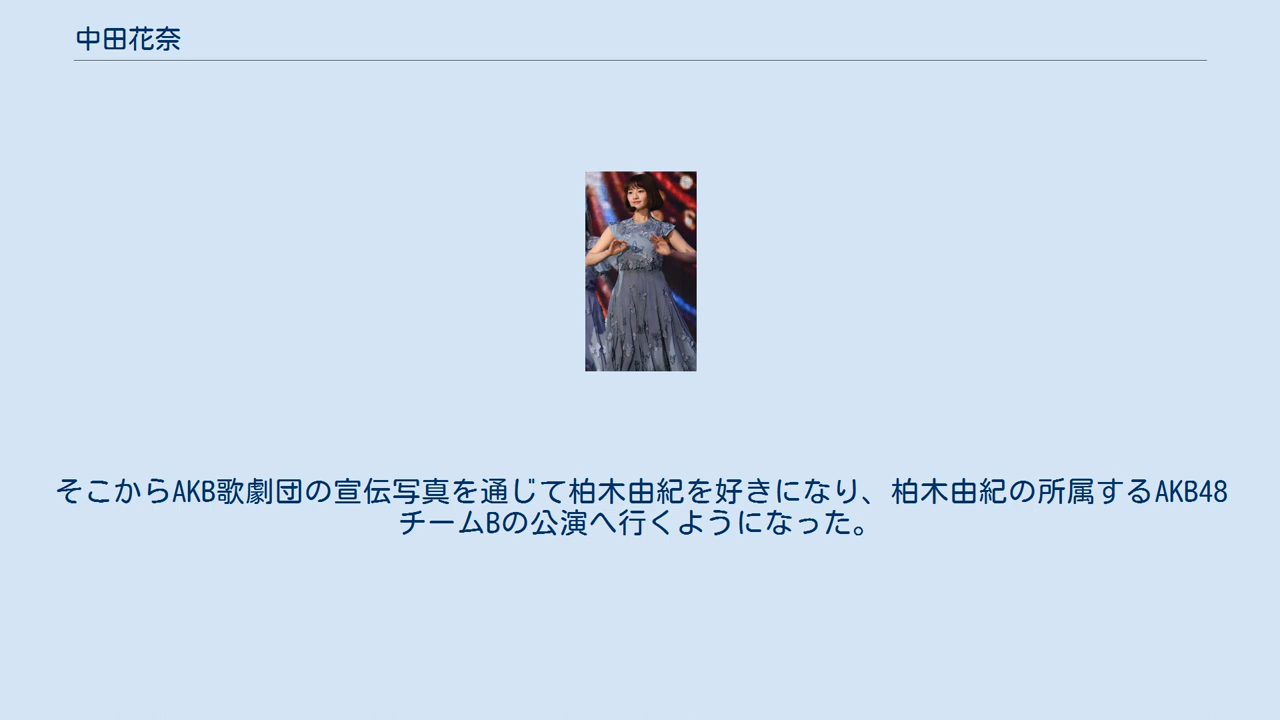 中田花奈
そこからAKB歌劇団の宣伝写真を通じて柏木由紀を好きになり、柏木由紀の所属するAKB48
チームBの公演へ行くようになった。